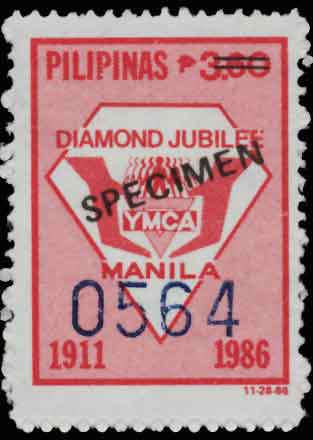 PILIPINAS ₱3.60
DIAMOND JUBILEE
SPECIMEN
YMCA
MANILA
0564
1911 1986
11-28-86